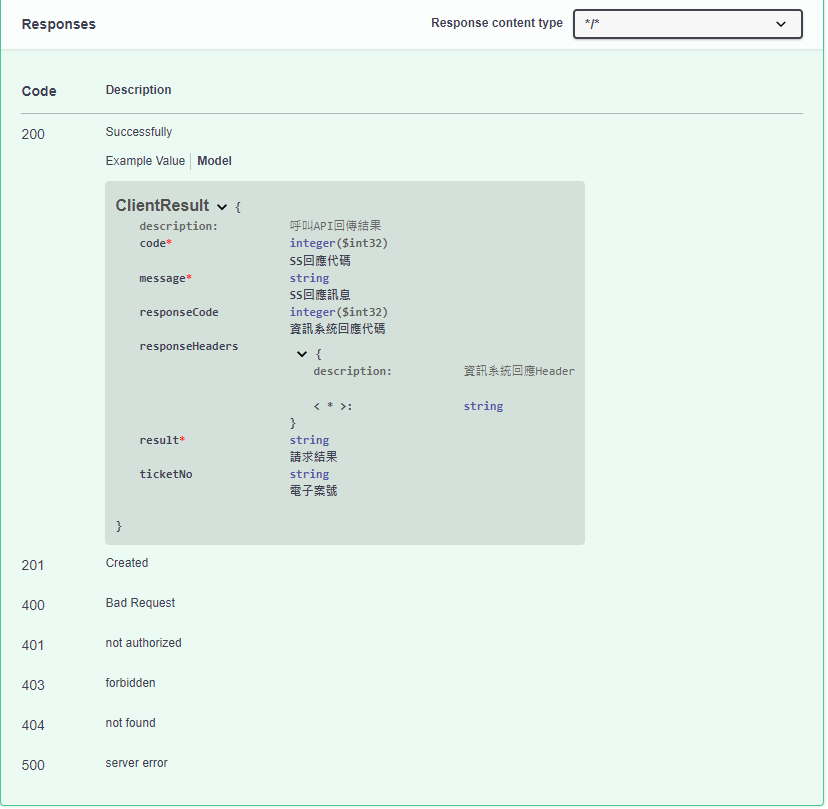 Responses
Response content type */*
Code Description
200 Successfully
Example Value Model
ClientResult {
description: 呼叫API回傳結果
code* integer($int32)
SS回應代碼
message* string
SS回應訊息
responseCode integer($int32)
資訊系統回應代碼
responseHeaders {
description: 資訊系統回應Header
< * >: string
}
result* string
請求結果
ticketNo string
電子案號
}
201 Created
400 Bad Request
401 not authorized
403 forbidden
404 not found
500 server error